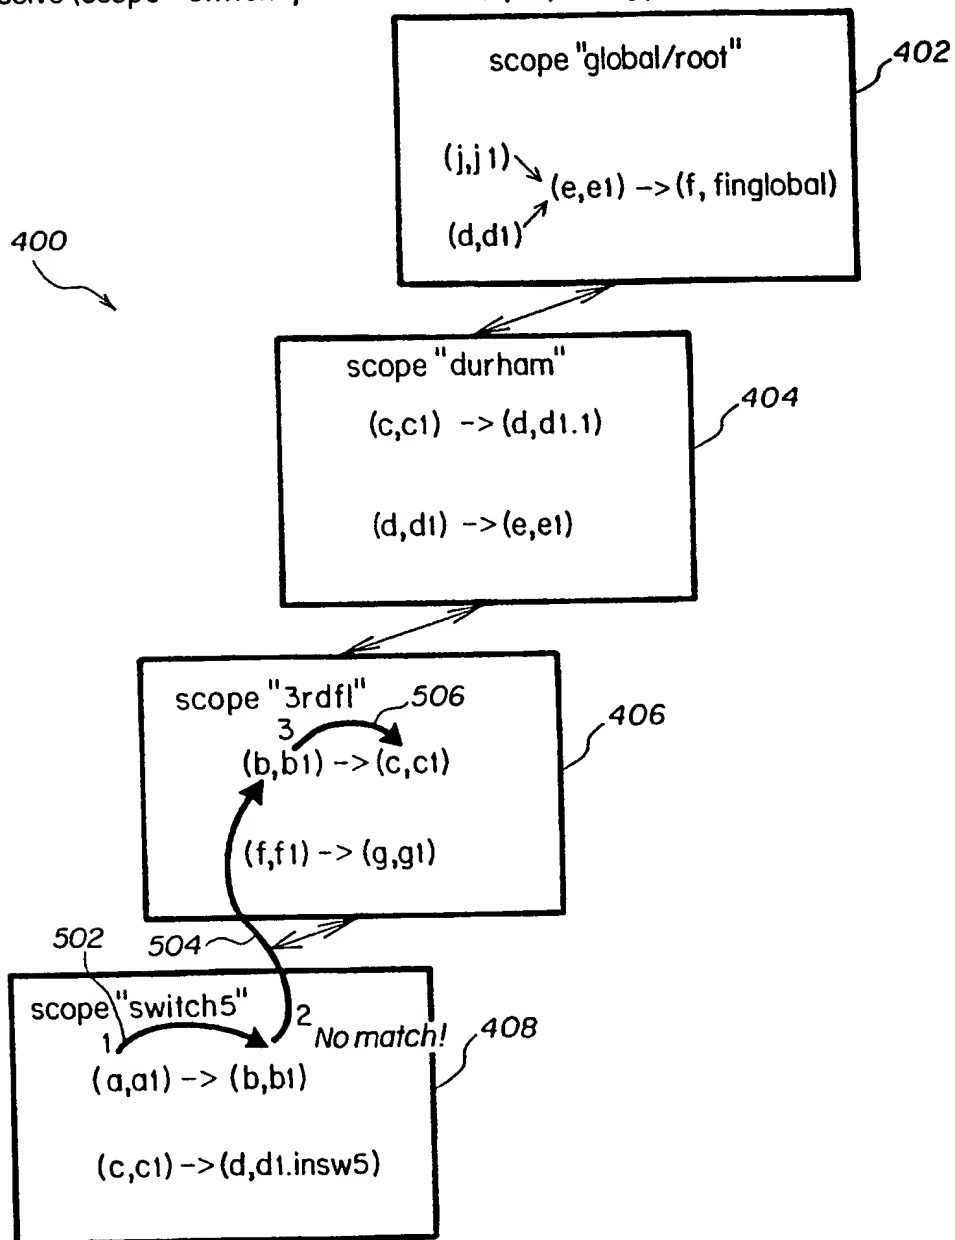 scope "global/root"
402
(j,j1)
(e,e1) -> (f, finglobal)
(d,d1)
400
scope "durham"
404
(c,c1) -> (d,d1.1)
(d,d1) -> (e,e1)
scope "3rdfl"
506
406
3
(b,b1) -> (c,c1)
(f,f1) -> (g,g1)
502
504
scope "switch5"
408
1
2
No match!
(a,a1) -> (b,b1)
(c,c1) -> (d,d1.insw5)